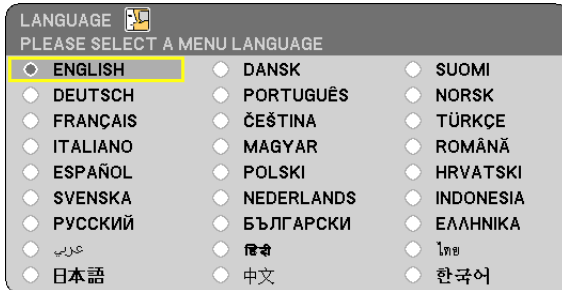 LANGUAGE
PLEASE SELECT A MENU LANGUAGE
ENGLISH DANSK SUOMI
DEUTSCH PORTUGUÊS NORSK
FRANÇAIS ČEŠTINA TÜRKÇE
ITALIANO MAGYAR ROMÂNĂ
ESPAÑOL POLSKI HRVATSKI
SVENSKA NEDERLANDS INDONESIA
РУССКИЙ БЪЛГАРСКИ ΕΛΛΗΝΙΚΑ
عربي हिंदी ไทย
日本語 中文 한국어